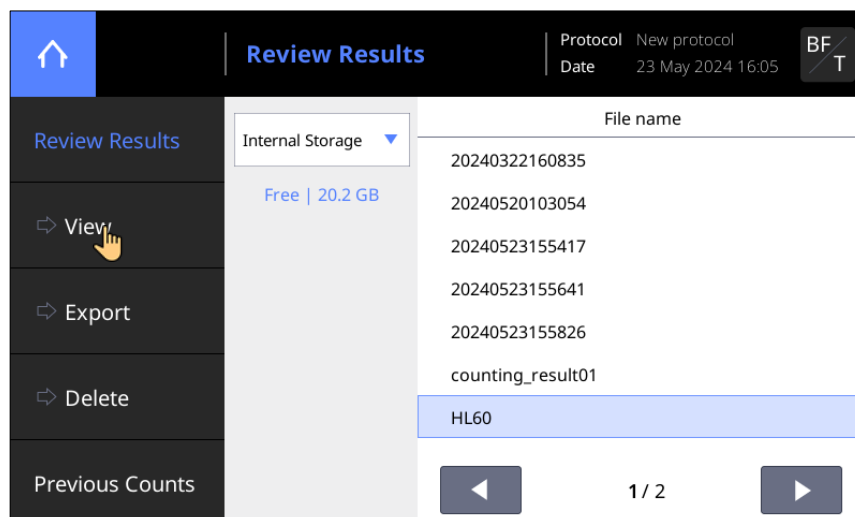 Review Results
Protocol New protocol
Date 23 May 2024 16:05
BF/T
Review Results
View
Export
Delete
Previous Counts
Internal Storage
Free | 20.2 GB
File name
20240322160835
20240520103054
20240523155417
20240523155641
20240523155826
counting_result01
HL60
1 / 2